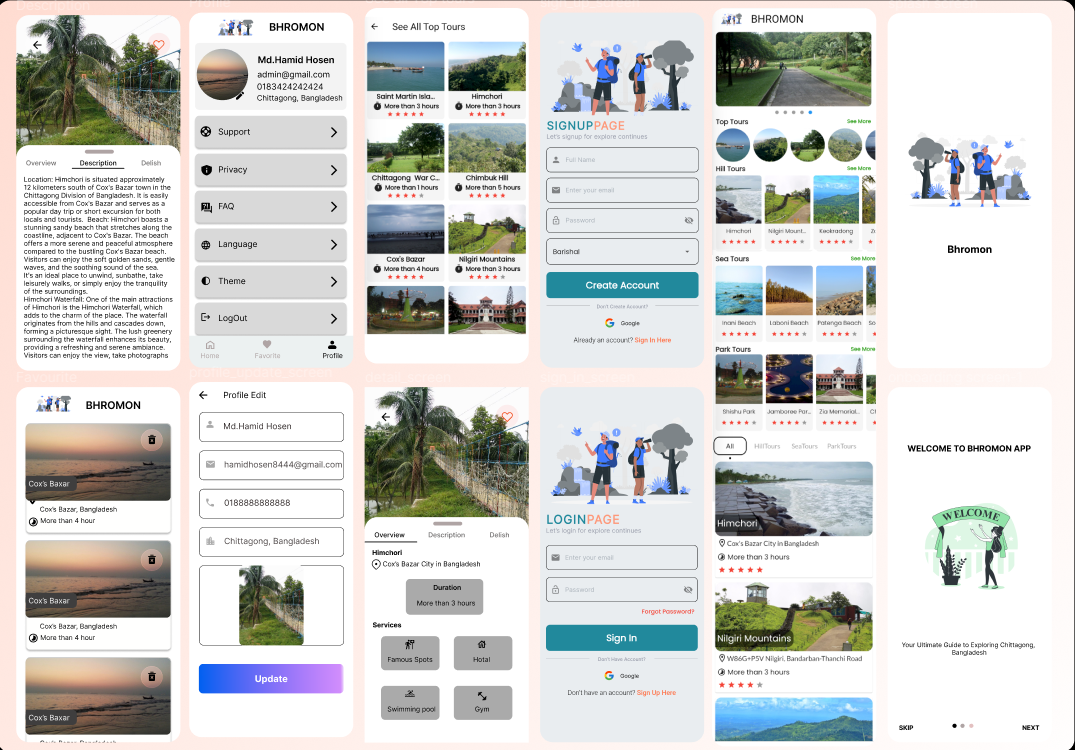 Overview Description Delish
Location: Himchori is situated approximately
12 kilometers south of Cox's Bazar town in the
Chittagong Division of Bangladesh. It is easily
accessible from Cox's Bazar and serves as a
popular day trip or short excursion for both
locals and tourists. Beach: Himchori boasts a
stunning sandy beach that stretches along the
coastline, adjacent to Cox's Bazar. The beach
offers a more serene and peaceful atmosphere
compared to the bustling Cox's Bazar beach.
Visitors can enjoy the soft golden sands, gentle
waves, and the soothing sound of the sea.
It's an ideal place to unwind, sunbathe, take
leisurely walks, or simply enjoy the tranquility
of the surroundings.
Himchori Waterfall: One of the main attractions
of Himchori is the Himchori Waterfall, which
adds to the charm of the place. The waterfall
originates from the hills and cascades down,
forming a picturesque sight. The lush greenery
surrounding the waterfall enhances its beauty,
providing a refreshing and serene ambiance.
Visitors can enjoy the view, take photographs
BHROMON
Md.Hamid Hosen
admin@gmail.com
0183424242424
Chittagong, Bangladesh
Support
Privacy
FAQ
Language
Theme
LogOut
Home Favorite Profile
See All Top Tours
Saint Martin Isla... Himchori
More than 3 hours More than 3 hours
Chittagong War C... Chimbuk Hill
More than 1 hours More than 5 hours
Cox's Bazar Nilgiri Mountains
More than 4 hours More than 3 hours
SIGNUPPAGE
Let's signup for explore continues
Full Name
Enter your email
Password
Barishal
Create Account
Don't Create Account?
Google
Already an account? Sign In Here
BHROMON
Top Tours See More
Hill Tours See More
Himchori Nilgiri Mount.. Keokradong
Sea Tours See More
Inani Beach Laboni Beach Patenga Beach So
Park Tours See More
Shishu Park Jamboree Par... Zia Memorial...
All HillTours SeaTours ParkTours
Himchori
Cox's Bazar City in Bangladesh
More than 3 hours
Nilgiri Mountains
W86G+P5V Nilgiri, Bandarban-Thanchi Road
More than 3 hours
Bhromon
BHROMON
Cox's Baxar
Cox's Bazar, Bangladesh
More than 4 hour
Cox's Baxar
Cox's Bazar, Bangladesh
More than 4 hour
Cox's Baxar
Profile Edit
Md.Hamid Hosen
hamidhosen8444@gmail.com
0188888888888
Chittagong, Bangladesh
Update
Overview Description Delish
Himchori
Cox's Bazar City in Bangladesh
Duration
More than 3 hours
Services
Famous Spots Hotal
Swimming pool Gym
LOGINPAGE
Let's login for explore continues
Enter your email
Password
Forgot Password?
Sign In
Don't Have Account?
Google
Don't have an account? Sign Up Here
WELCOME TO BHROMON APP
WELCOME
Your Ultimate Guide to Exploring Chittagong,
Bangladesh
SKIP NEXT